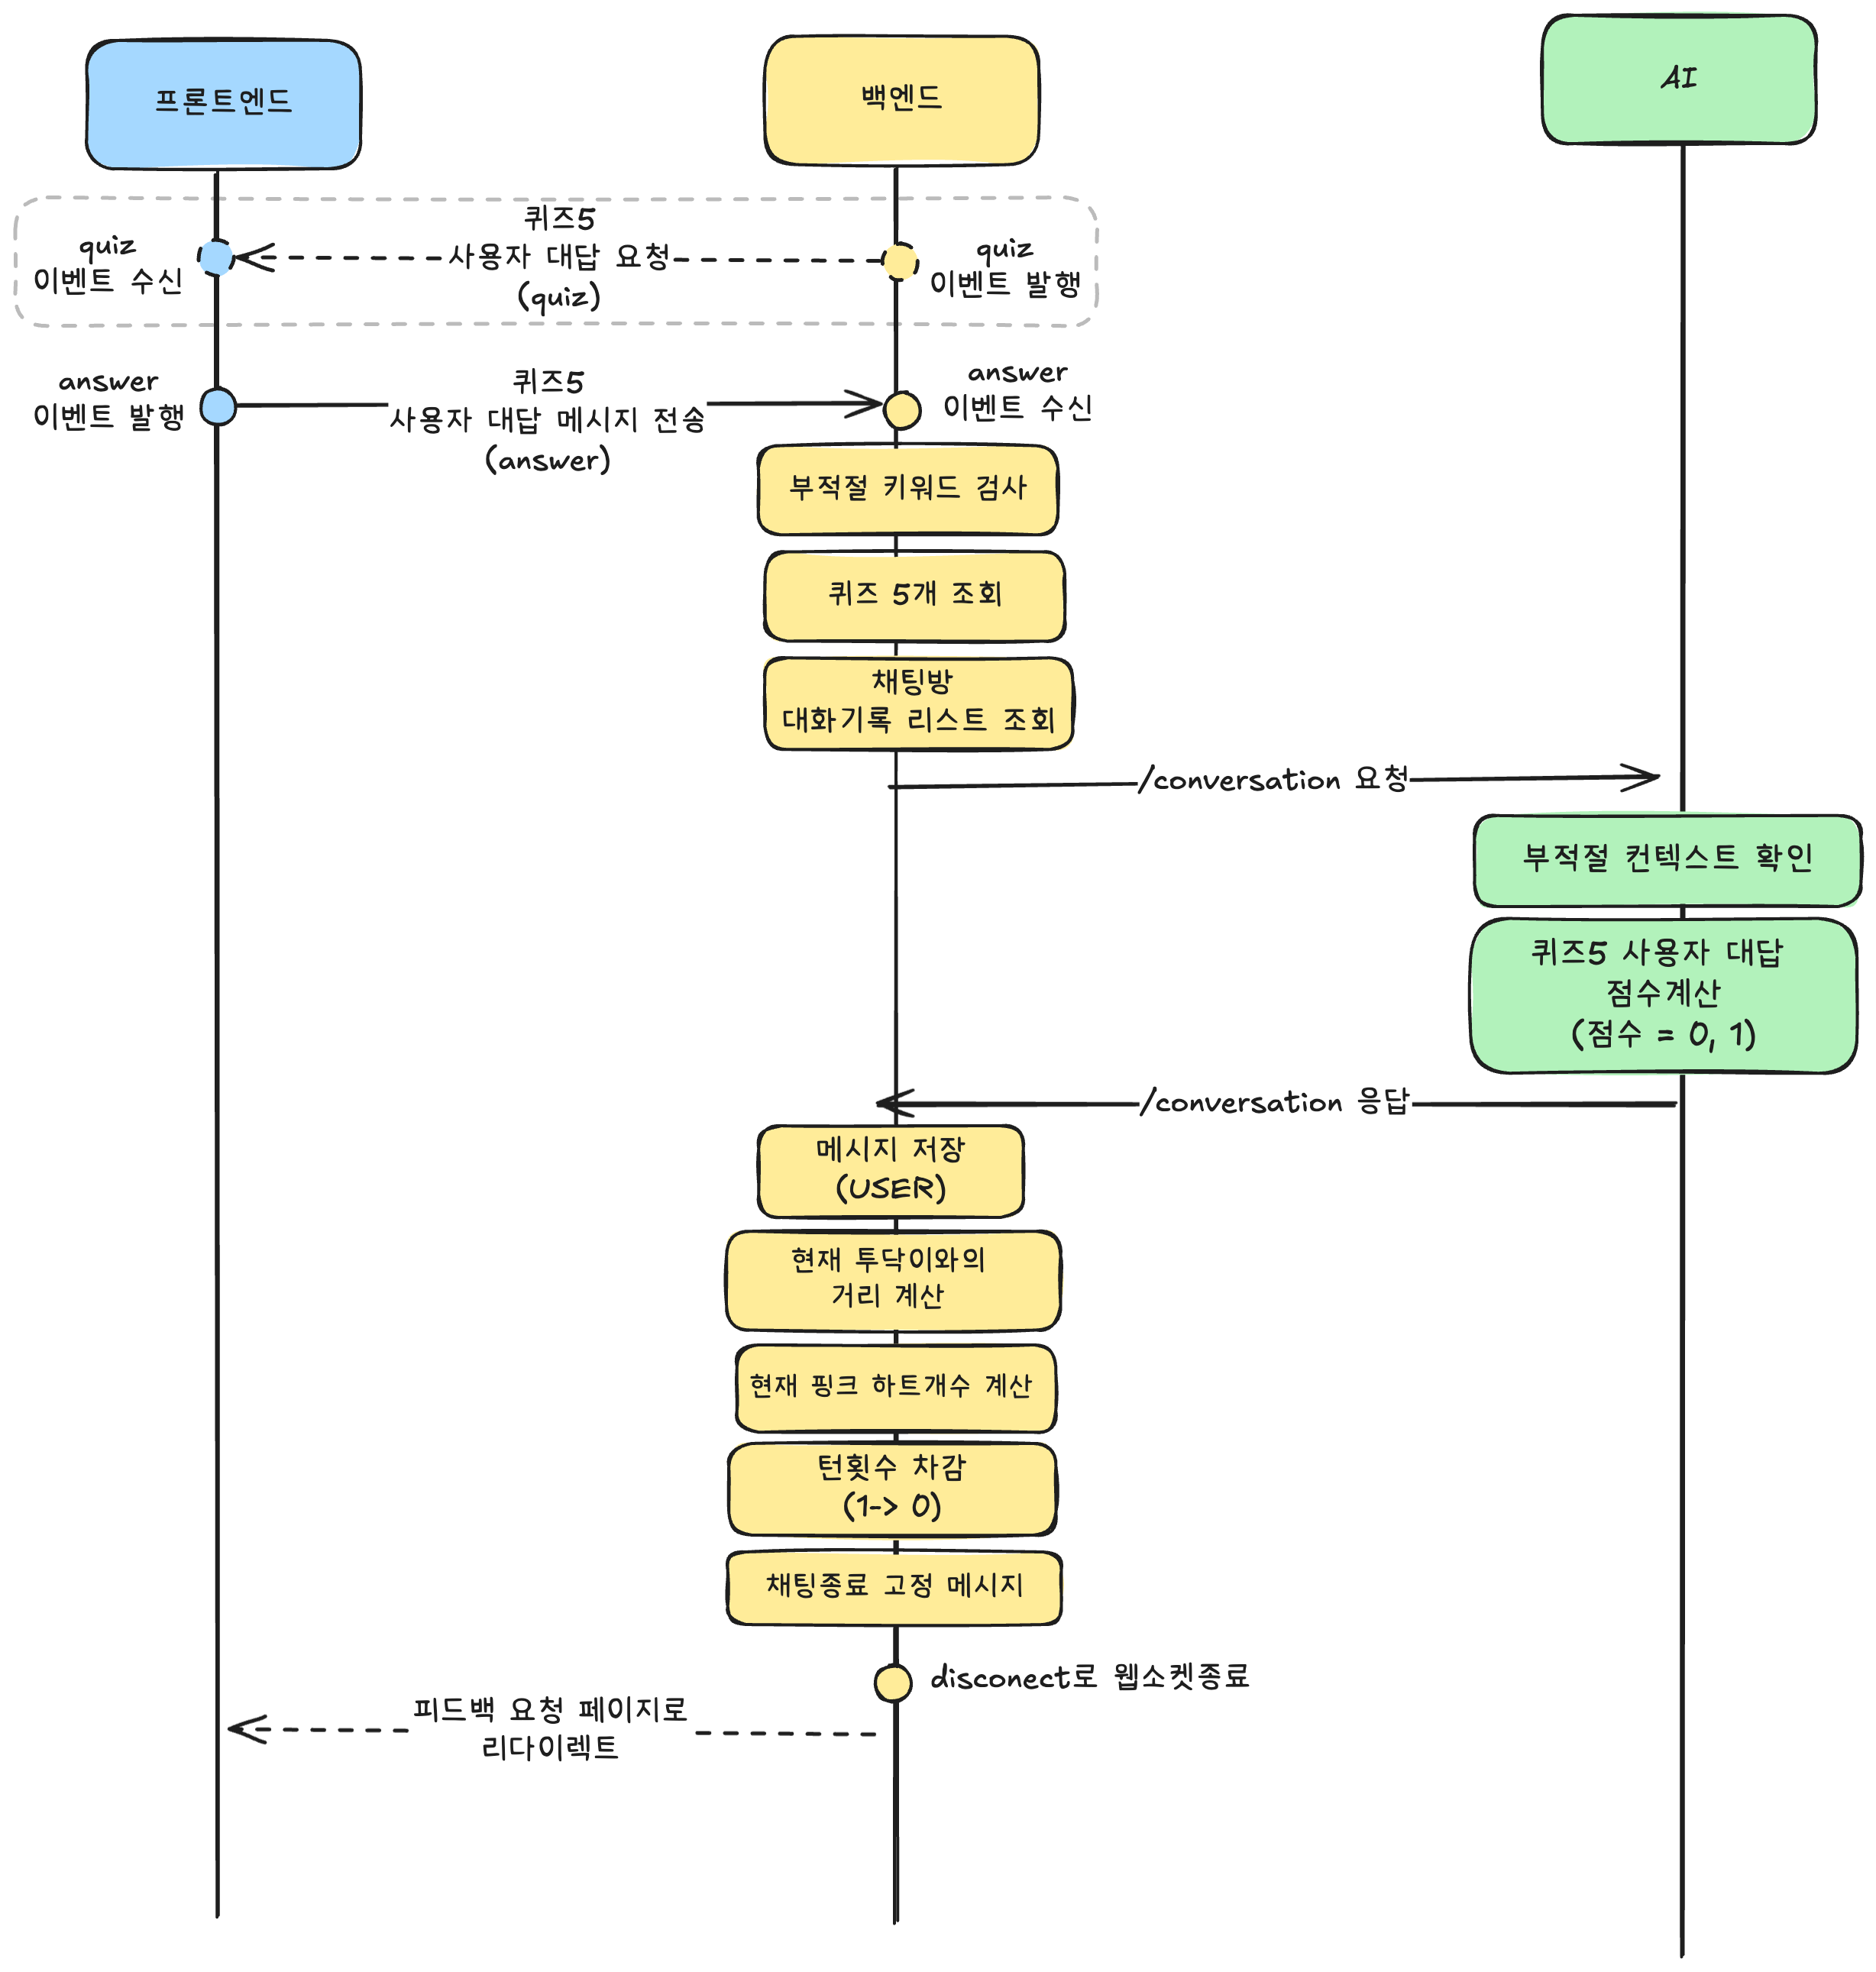 프론트엔드
백엔드
AI
quiz
이벤트 수신
퀴즈5
사용자 대답 요청
(quiz)
quiz
이벤트 발행
answer
이벤트 발행
퀴즈5
사용자 대답 메시지 전송
(answer)
answer
이벤트 수신
부적절 키워드 검사
퀴즈 5개 조회
채팅방
대화기록 리스트 조회
/conversation 요청
부적절 컨텍스트 확인
퀴즈5 사용자 대답
점수계산
(점수 = 0, 1)
/conversation 응답
메시지 저장
(USER)
현재 투닥이와의
거리 계산
현재 핑크 하트개수 계산
턴횟수 차감
(1-> 0)
채팅종료 고정 메시지
disconect로 웹소켓종료
피드백 요청 페이지로
리다이렉트